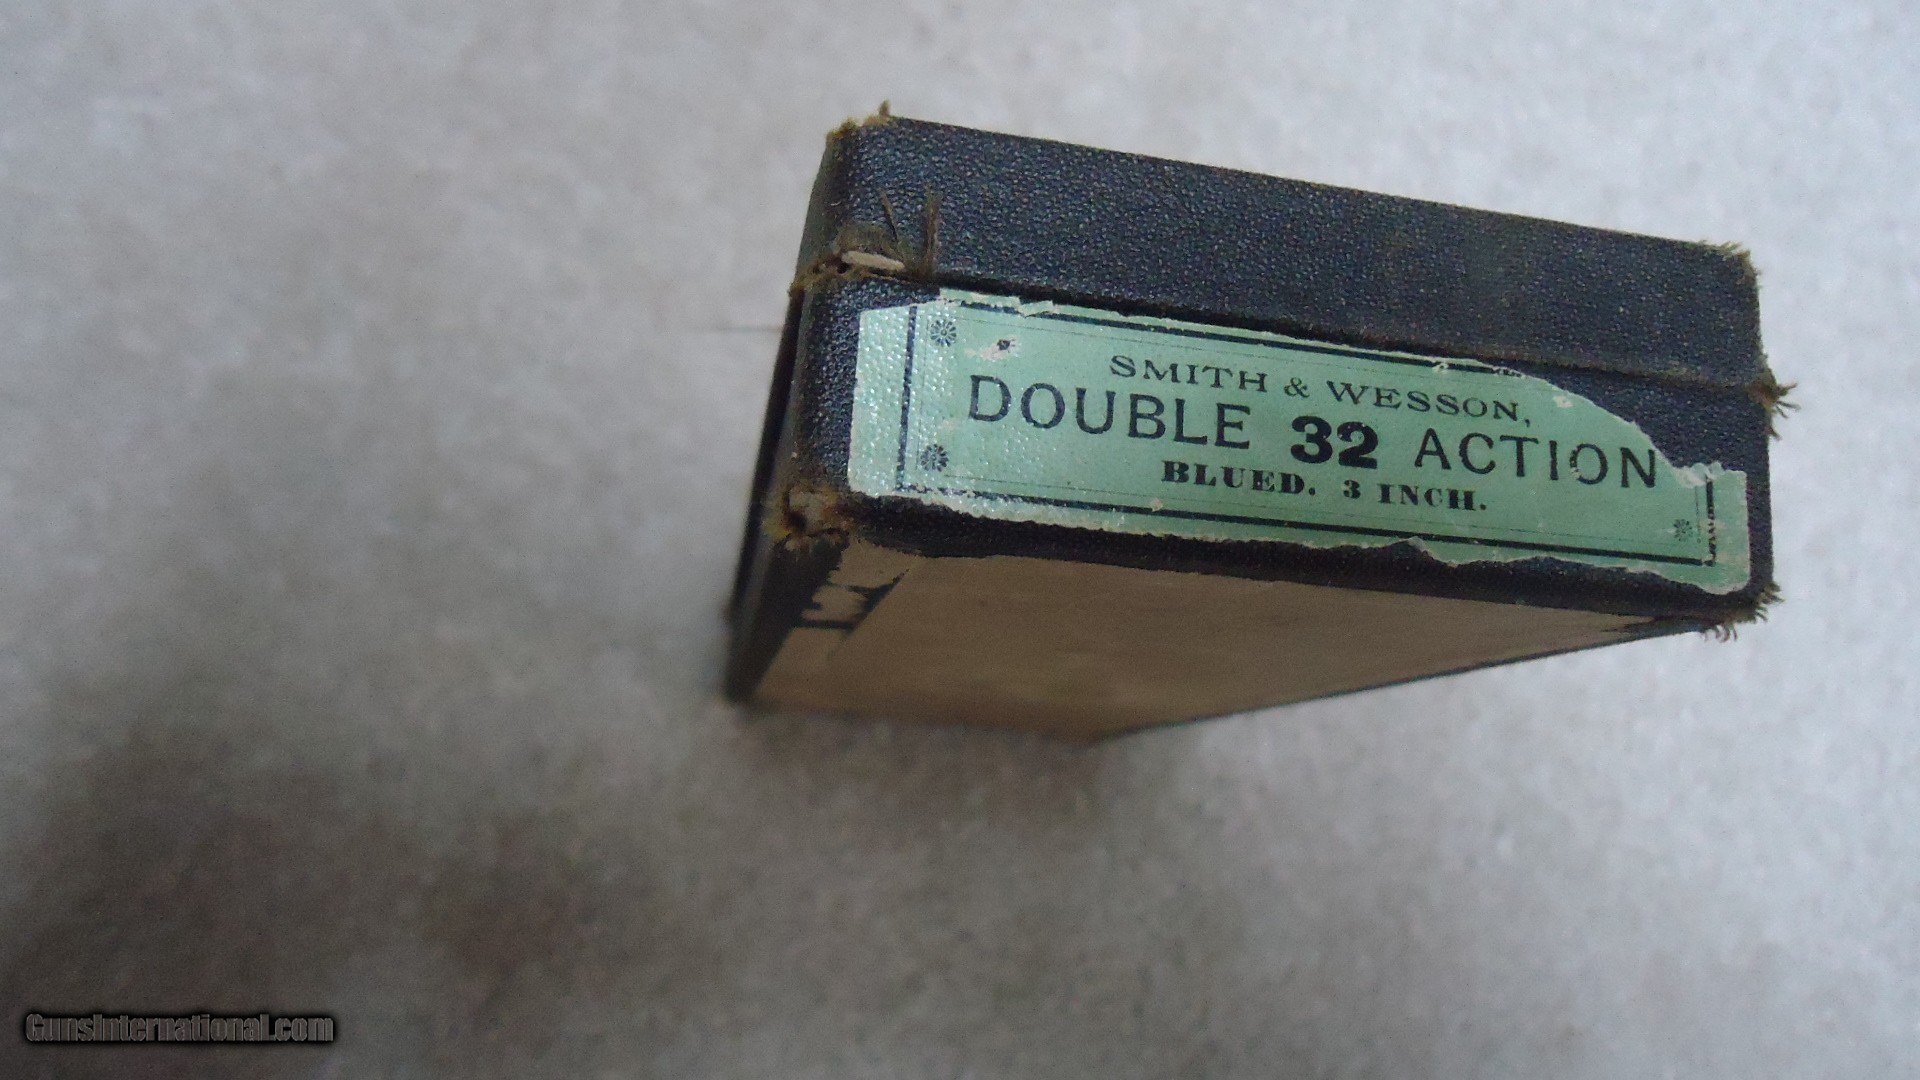 SMITH & WESSON,
DOUBLE 32 ACTION
BLUED. 3 INCH.
GunsInternational.com